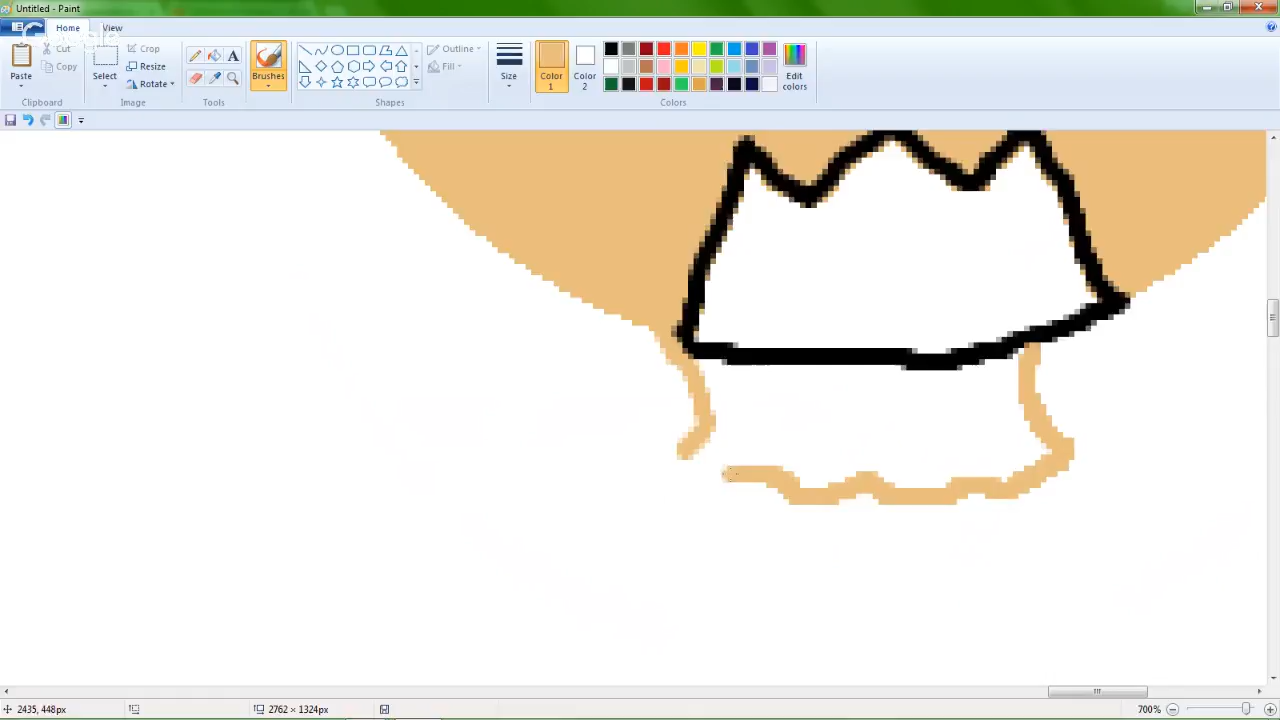 Untitled - Paint
Home View
Paste
Cut
Copy
Select
Crop
Resize
Rotate
Brushes
Outline
Fill
Size
Color 1
Color 2
Edit colors
Clipboard Image Tools Shapes Colors
2435, 448px 2762 × 1324px 700%